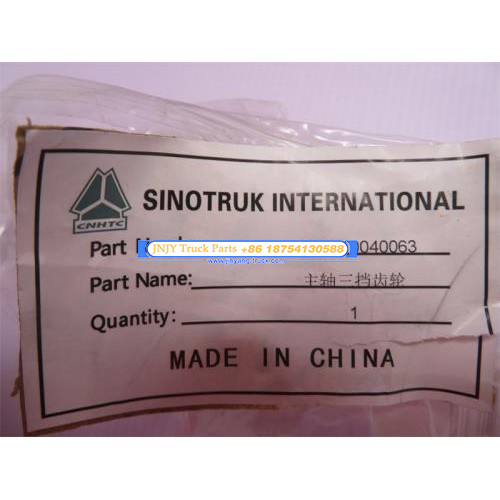 CNHTC
SINOTRUK INTERNATIONAL
Part 0040063
JNJY Truck Parts +86 18754130588
Part Name: 主轴三挡齿轮
Quantity: 1
MADE IN CHINA